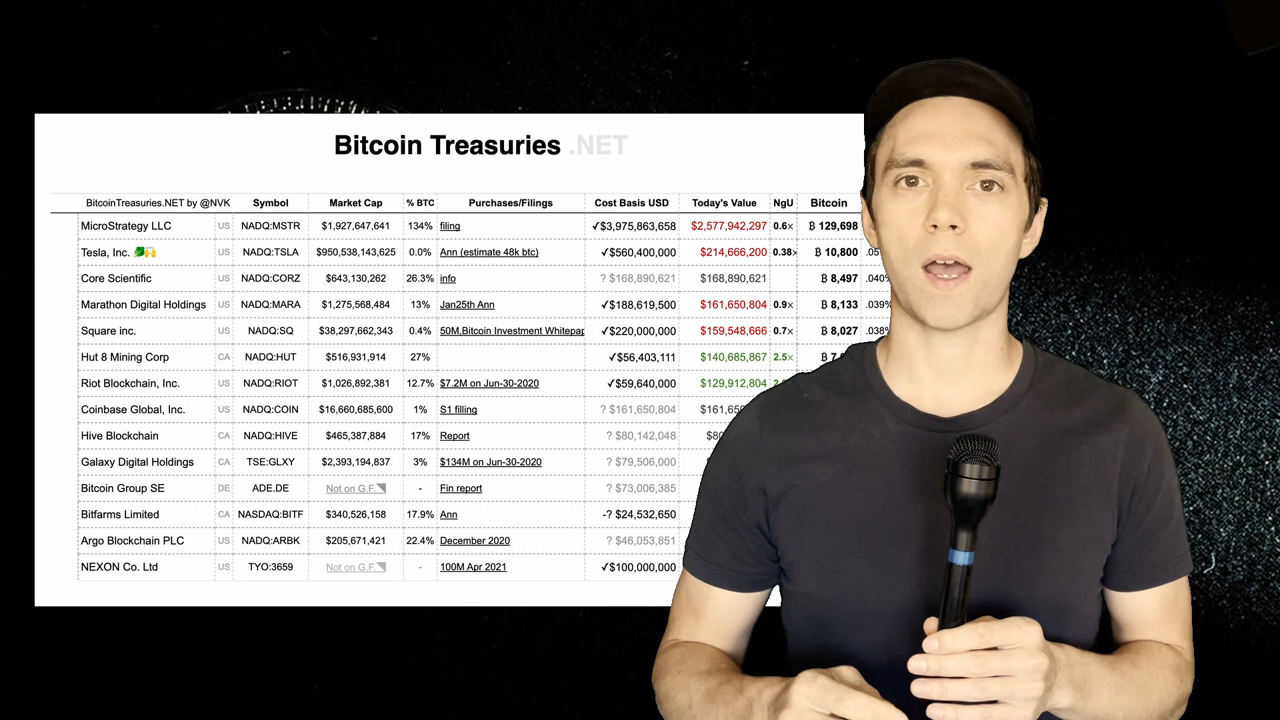 Bitcoin Treasuries .NET
BitcoinTreasuries.NET by @NVK Symbol Market Cap % BTC Purchases/Filings Cost Basis USD Today's Value NgU Bitcoin
MicroStrategy LLC US NADQ:MSTR $1,927,647,641 134% filing ✓$3,975,863,658 $2,577,942,297 0.6x ₿ 129,698
Tesla, Inc. US NADQ:TSLA $950,538,143,625 0.0% Ann (estimate 48k btc) ✓$560,400,000 $214,666,200 0.38x ₿ 10,800 .05
Core Scientific US NADQ:CORZ $643,130,262 26.3% info ? $168,890,621 $168,890,621 ₿ 8,497 .040%
Marathon Digital Holdings US NADQ:MARA $1,275,568,484 13% Jan25th Ann ✓$188,619,500 $161,650,804 0.9x ₿ 8,133 .039%
Square inc. US NADQ:SQ $38,297,662,343 0.4% 50M,Bitcoin Investment Whitepap ✓$220,000,000 $159,548,666 0.7x ₿ 8,027 .038%
Hut 8 Mining Corp CA NADQ:HUT $516,931,914 27% ✓$56,403,111 $140,685,867 2.5x ₿ 7,0
Riot Blockchain, Inc. US NADQ:RIOT $1,026,892,381 12.7% $7.2M on Jun-30-2020 ✓$59,640,000 $129,912,804
Coinbase Global, Inc. US NADQ:COIN $16,660,685,600 1% S1 filling ? $161,650,804 $161,650
Hive Blockchain CA NADQ:HIVE $465,387,884 17% Report ? $80,142,048 $80
Galaxy Digital Holdings CA TSE:GLXY $2,393,194,837 3% $134M on Jun-30-2020 ? $79,506,000
Bitcoin Group SE DE ADE.DE Not on G.F. - Fin report ? $73,006,385
Bitfarms Limited CA NASDAQ:BITF $340,526,158 17.9% Ann -? $24,532,650
Argo Blockchain PLC US NADQ:ARBK $205,671,421 22.4% December 2020 ? $46,053,851
NEXON Co. Ltd US TYO:3659 Not on G.F. - 100M Apr 2021 ✓$100,000,000